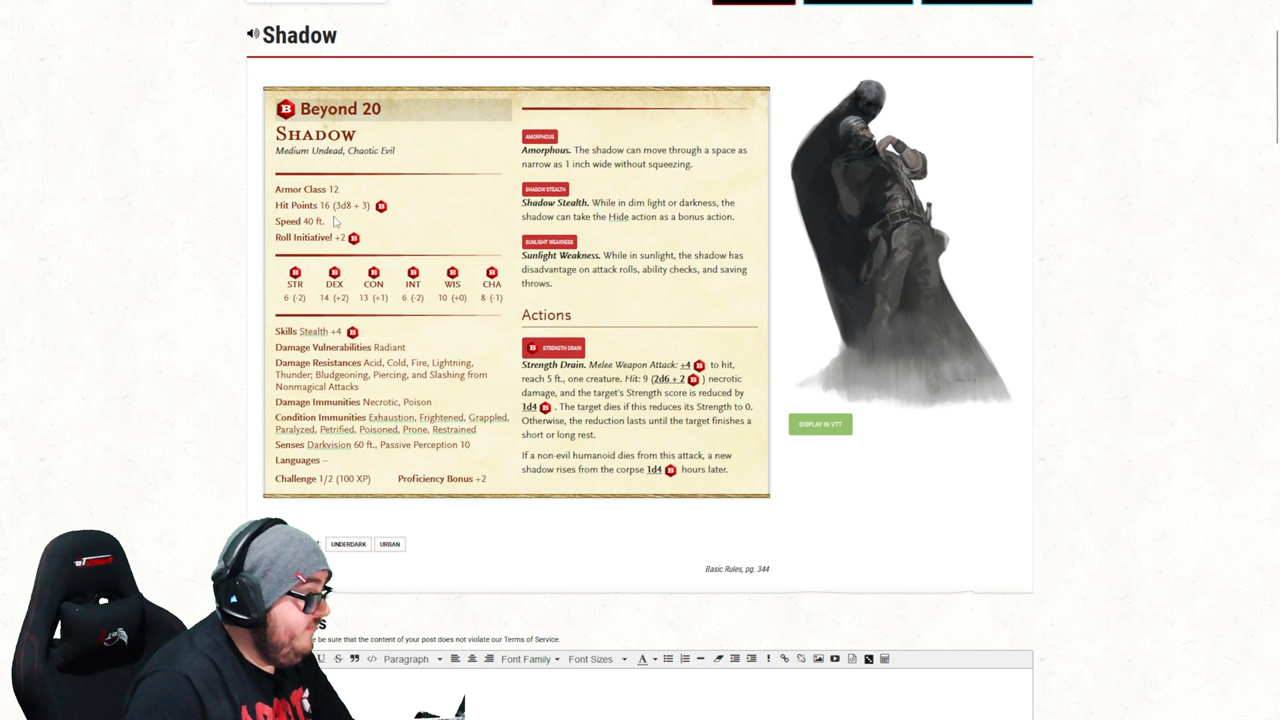 Shadow
Beyond 20
SHADOW
Medium Undead, Chaotic Evil
Armor Class 12
Hit Points 16 (3d8 + 3)
Speed 40 ft.
Roll Initiative! +2
STR DEX CON INT WIS CHA
6 (-2) 14 (+2) 13 (+1) 6 (-2) 10 (+0) 8 (-1)
Skills Stealth +4
Damage Vulnerabilities Radiant
Damage Resistances Acid, Cold, Fire, Lightning,
Thunder; Bludgeoning, Piercing, and Slashing from
Nonmagical Attacks
Damage Immunities Necrotic, Poison
Condition Immunities Exhaustion, Frightened, Grappled,
Paralyzed, Petrified, Poisoned, Prone, Restrained
Senses Darkvision 60 ft., Passive Perception 10
Languages –
Challenge 1/2 (100 XP) Proficiency Bonus +2
AMORPHOUS
Amorphous. The shadow can move through a space as
narrow as 1 inch wide without squeezing.
SHADOW STEALTH
Shadow Stealth. While in dim light or darkness, the
shadow can take the Hide action as a bonus action.
SUNLIGHT WEAKNESS
Sunlight Weakness. While in sunlight, the shadow has
disadvantage on attack rolls, ability checks, and saving
throws.
Actions
STRENGTH DRAIN
Strength Drain. Melee Weapon Attack: +4 to hit,
reach 5 ft., one creature. Hit: 9 (2d6 + 2 ) necrotic
damage, and the target's Strength score is reduced by
1d4 . The target dies if this reduces its Strength to 0.
Otherwise, the reduction lasts until the target finishes a
short or long rest.
If a non-evil humanoid dies from this attack, a new
shadow rises from the corpse 1d4 hours later.
DISPLAY IN VTT
UNDERDARK URBAN
Basic Rules, pg. 344
be sure that the content of your post does not violate our Terms of Service.
Paragraph Font Family Font Sizes